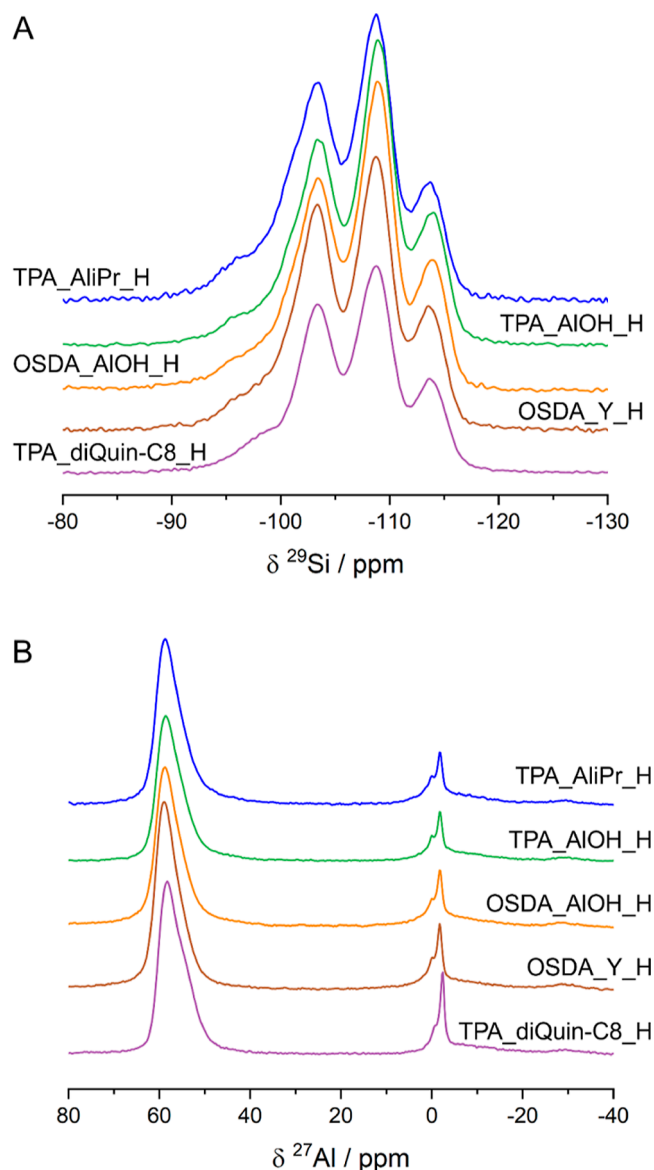 A
TPA_AliPr_H
TPA_AlOH_H
OSDA_AlOH_H
OSDA_Y_H
TPA_diQuin-C8_H
-80 -90 -100 -110 -120 -130
δ ²⁹Si / ppm
B
TPA_AliPr_H
TPA_AlOH_H
OSDA_AlOH_H
OSDA_Y_H
TPA_diQuin-C8_H
80 60 40 20 0 -20 -40
δ ²⁷Al / ppm